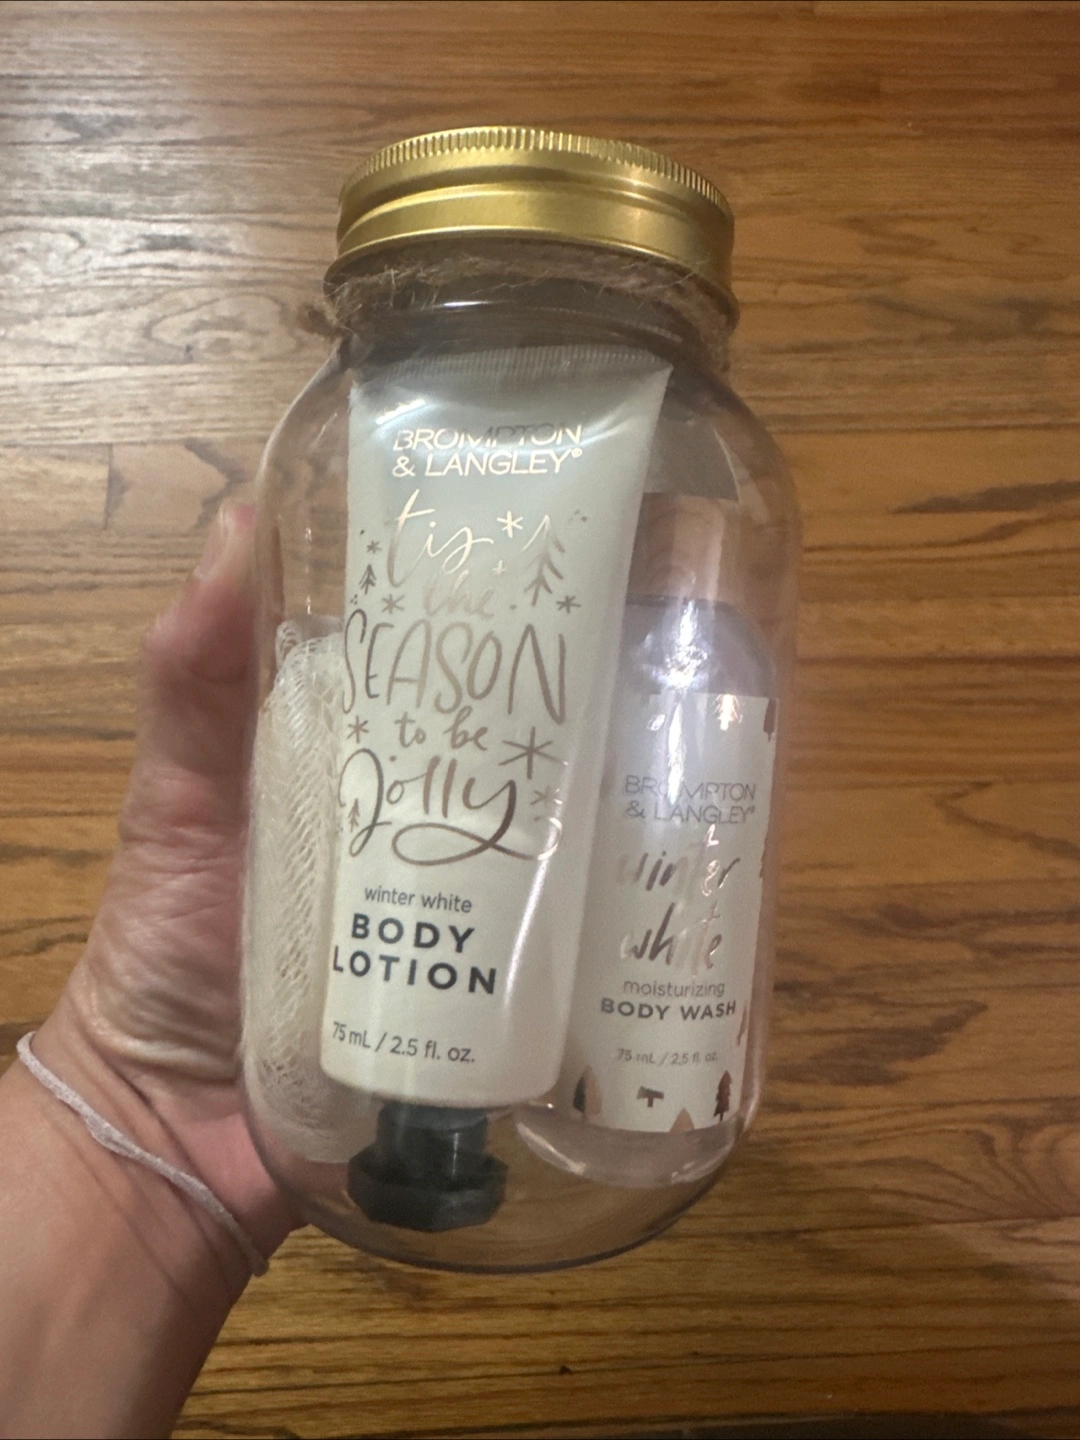 BROMPTON
& LANGLEY®
tis
the
SEASON
to be
Jolly
winter white
BODY
LOTION
75 mL / 2.5 fl. oz.
BROMPTON
& LANGLEY®
winter
white
moisturizing
BODY WASH
75 mL / 2.5 fl. oz.